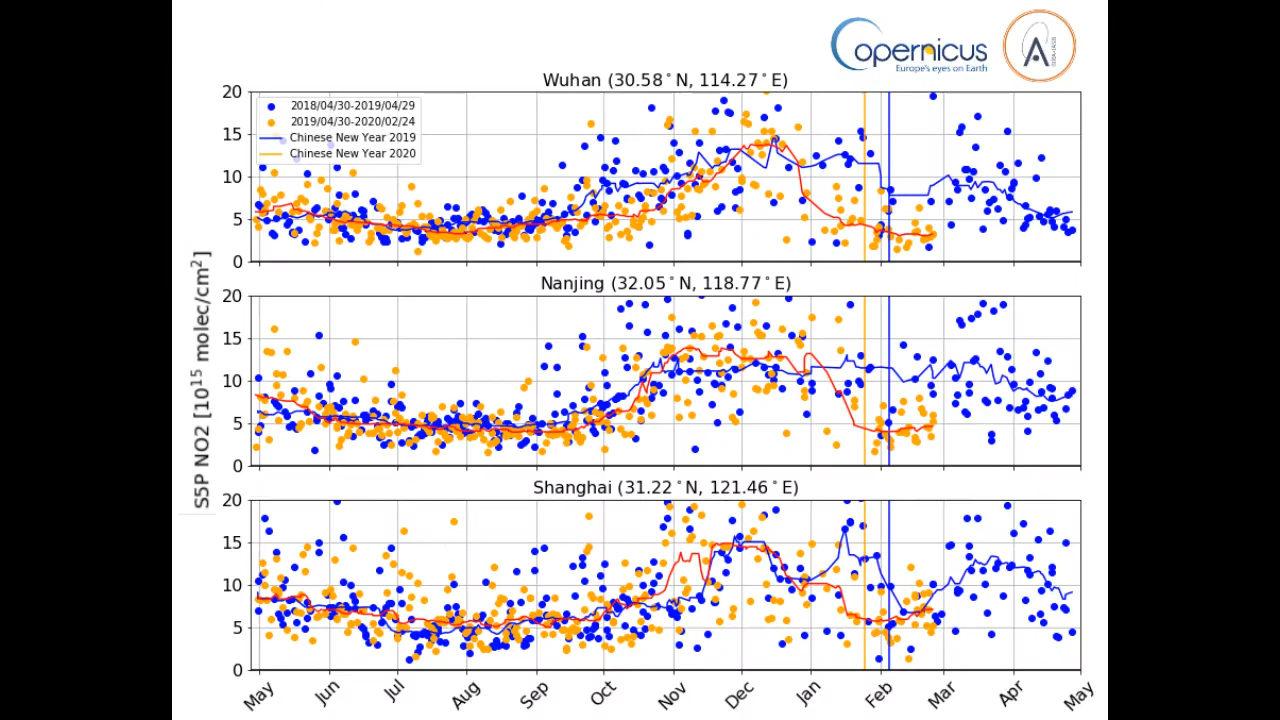 opernicus
Europe's eyes on Earth
Wuhan (30.58°N, 114.27°E)
20
15
10
5
0
2018/04/30-2019/04/29
2019/04/30-2020/02/24
Chinese New Year 2019
Chinese New Year 2020
S5P NO2 [10¹⁵ molec/cm²]
Nanjing (32.05°N, 118.77°E)
20
15
10
5
0
Shanghai (31.22°N, 121.46°E)
20
15
10
5
0
May Jun Jul Aug Sep Oct Nov Dec Jan Feb Mar Apr May